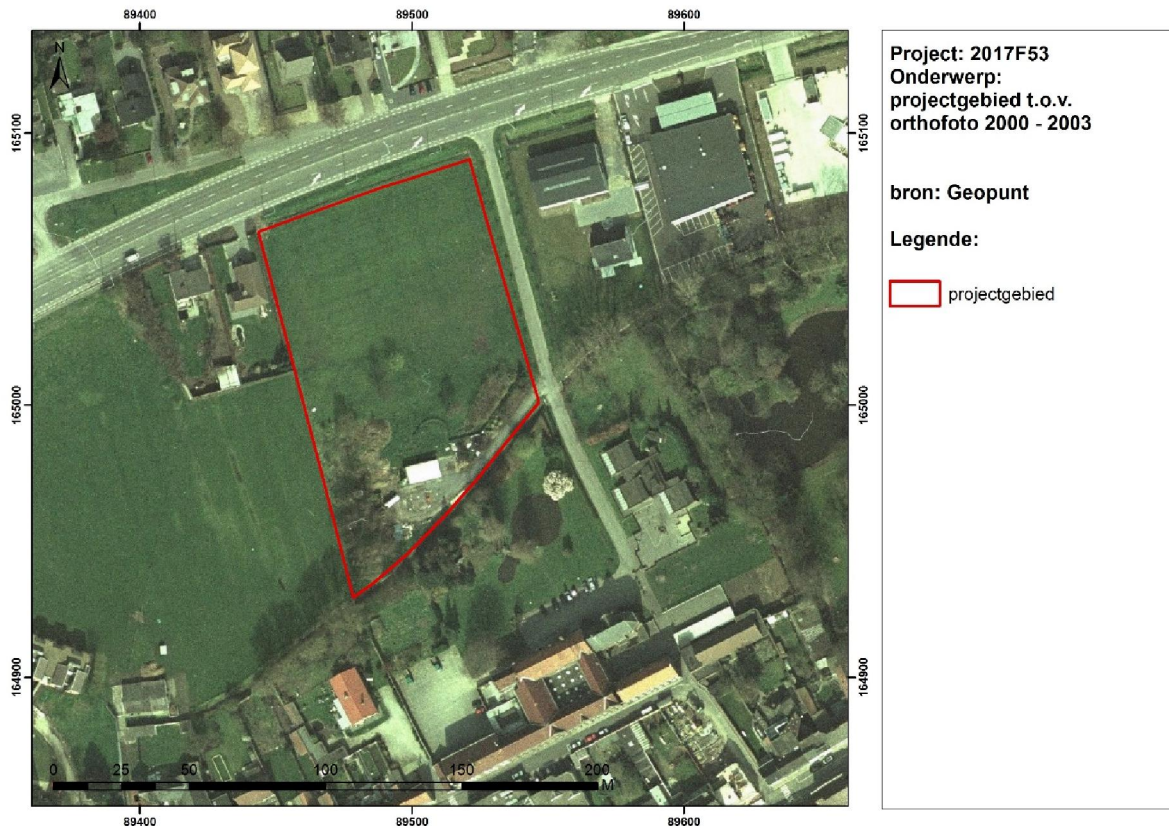 89400 89500 89600
N
165100 165100
165000 165000
164900 164900
0 25 50 100 150 200
M
89400 89500 89600
Project: 2017F53
Onderwerp:
projectgebied t.o.v.
orthofoto 2000 - 2003
bron: Geopunt
Legende:
projectgebied